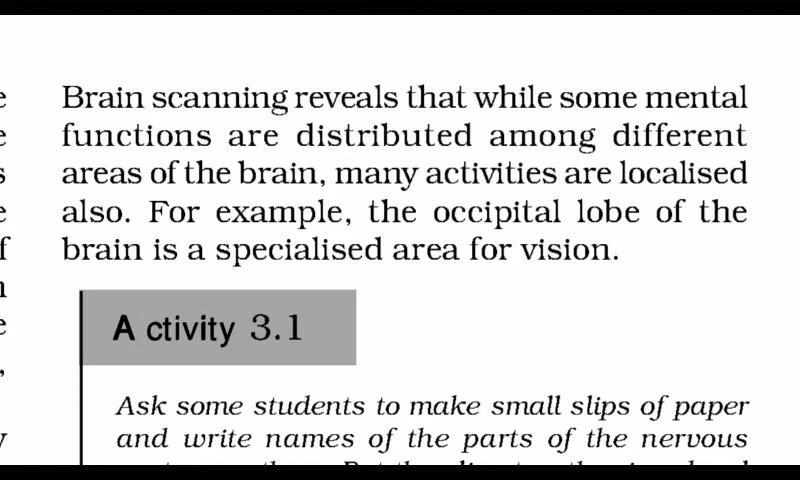 Brain scanning reveals that while some mental
functions are distributed among different
areas of the brain, many activities are localised
also. For example, the occipital lobe of the
brain is a specialised area for vision.
A ctivity 3.1
Ask some students to make small slips of paper
and write names of the parts of the nervous